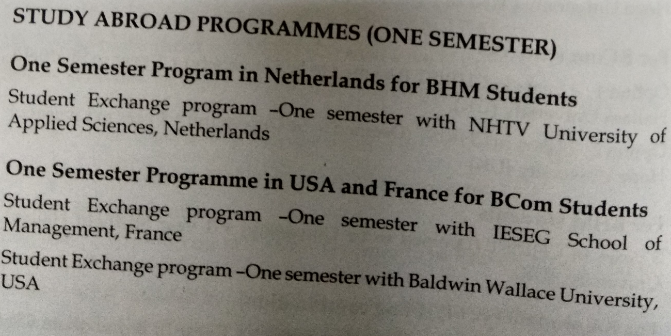 STUDY ABROAD PROGRAMMES (ONE SEMESTER)
One Semester Program in Netherlands for BHM Students
Student Exchange program –One semester with NHTV University of
Applied Sciences, Netherlands
One Semester Programme in USA and France for BCom Students
Student Exchange program –One semester with IESEG School of
Management, France
Student Exchange program –One semester with Baldwin Wallace University,
USA